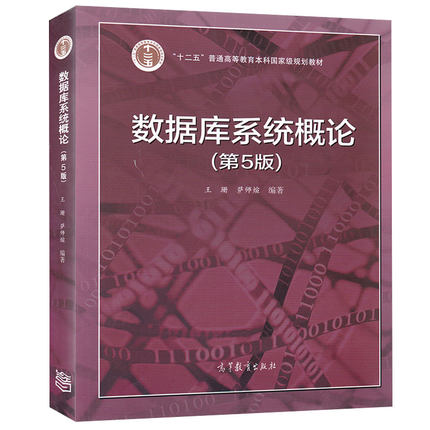 “十二五”普通高等教育本科国家级规划教材
数据库系统概论
(第5版)
王 珊 萨师煊 编著
高等教育出版社
数据库系统概论
(第5版)
王 珊 萨师煊 编著